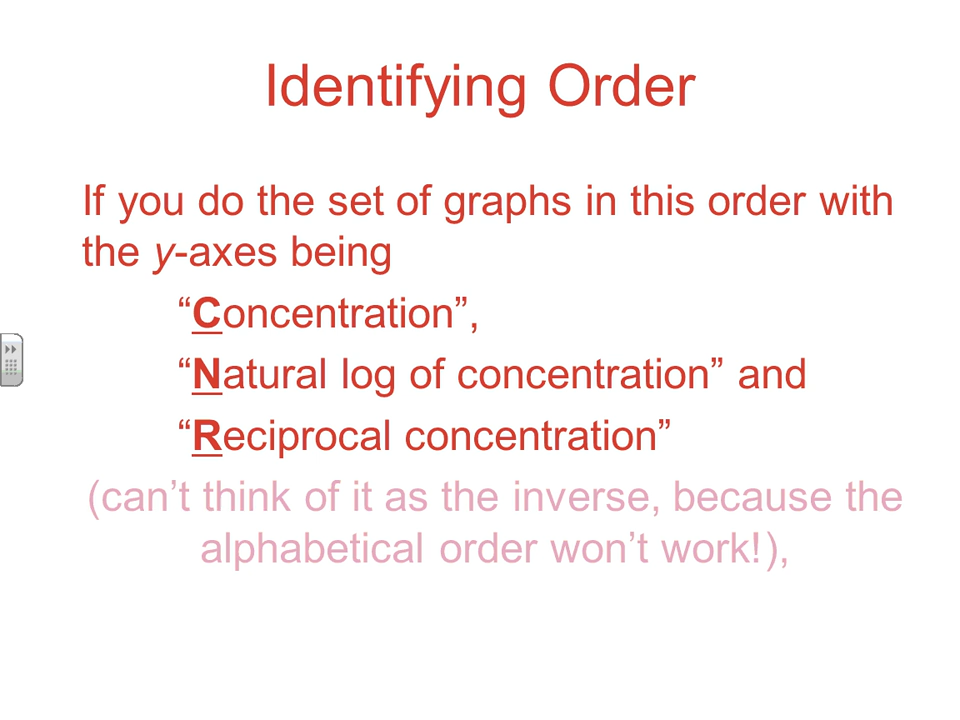 Identifying Order
If you do the set of graphs in this order with
the y-axes being
“Concentration”,
“Natural log of concentration” and
“Reciprocal concentration”
(can’t think of it as the inverse, because the
alphabetical order won’t work!),